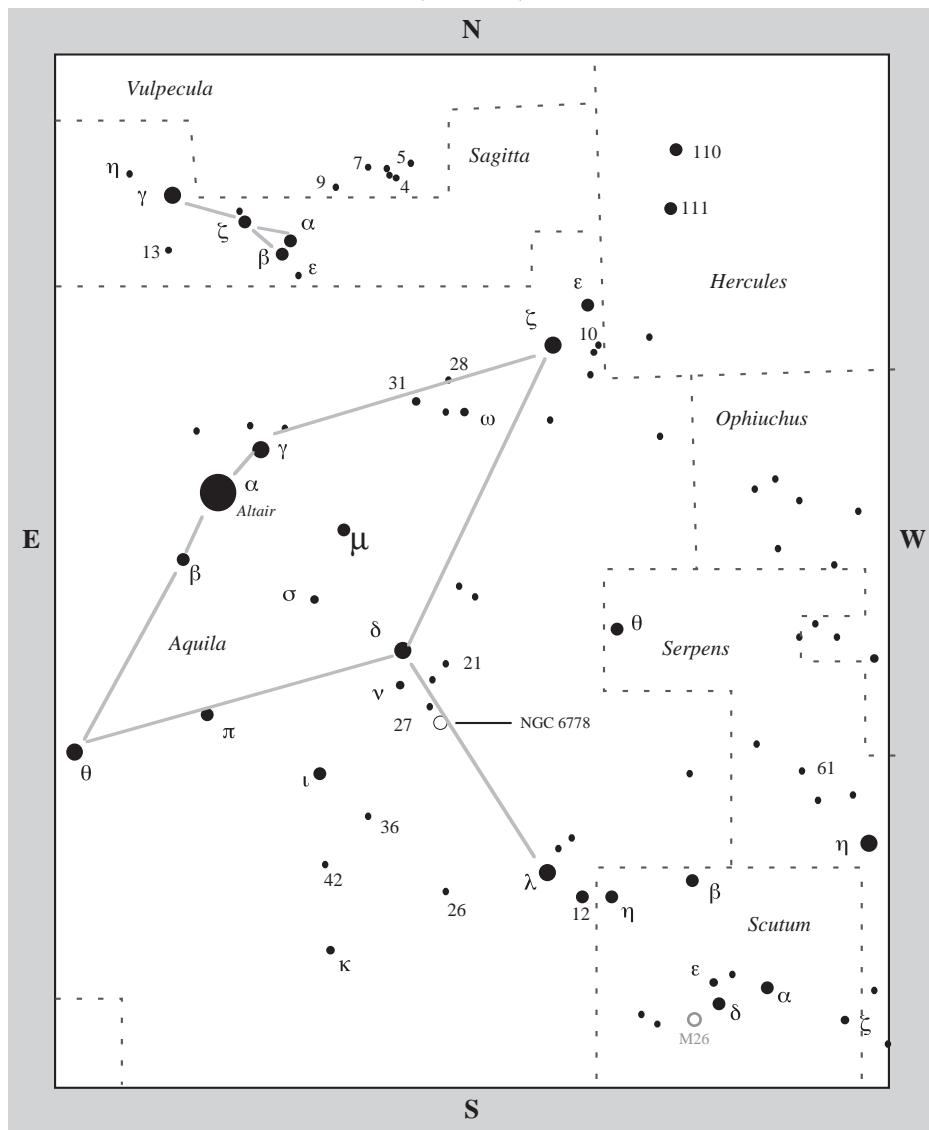 N
Vulpecula
5
7
Sagitta
110
η
4
9
γ
111
α
ζ
13
β
ε
Hercules
ε
ζ
10
28
31
Ophiuchus
ω
γ
α
Altair
E
W
μ
β
σ
θ
δ
Aquila
Serpens
21
ν
27
NGC 6778
π
θ
61
ι
36
η
42
λ
β
26
12
η
Scutum
κ
ε
α
δ
ζ
M26
S